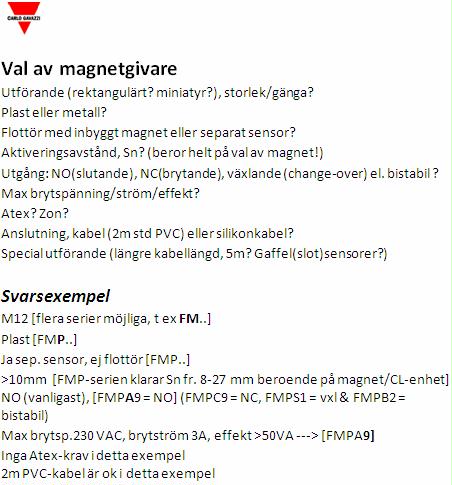 CARLO GAVAZZI
Val av magnetgivare
Utförande (rektangulärt? miniatyr?), storlek/gänga?
Plast eller metall?
Flottör med inbyggt magnet eller separat sensor?
Aktiveringsavstånd, Sn? (beror helt på val av magnet!)
Utgång: NO(slutande), NC(brytande), växlande (change-over) el. bistabil ?
Max brytspänning/ström/effekt?
Atex? Zon?
Anslutning, kabel (2m std PVC) eller silikonkabel?
Special utförande (längre kabellängd, 5m? Gaffel(slot)sensorer?)
Svarsexempel
M12 [flera serier möjliga, t ex FM..]
Plast [FMP..]
Ja sep. sensor, ej flottör [FMP..]
>10mm [FMP-serien klarar Sn fr. 8-27 mm beroende på magnet/CL-enhet]
NO (vanligast), [FMPA9 = NO] (FMPC9 = NC, FMPS1 = vxl & FMPB2 =
bistabil)
Max brytsp.230 VAC, brytström 3A, effekt >50VA ---> [FMPA9]
Inga Atex-krav i detta exempel
2m PVC-kabel är ok i detta exempel